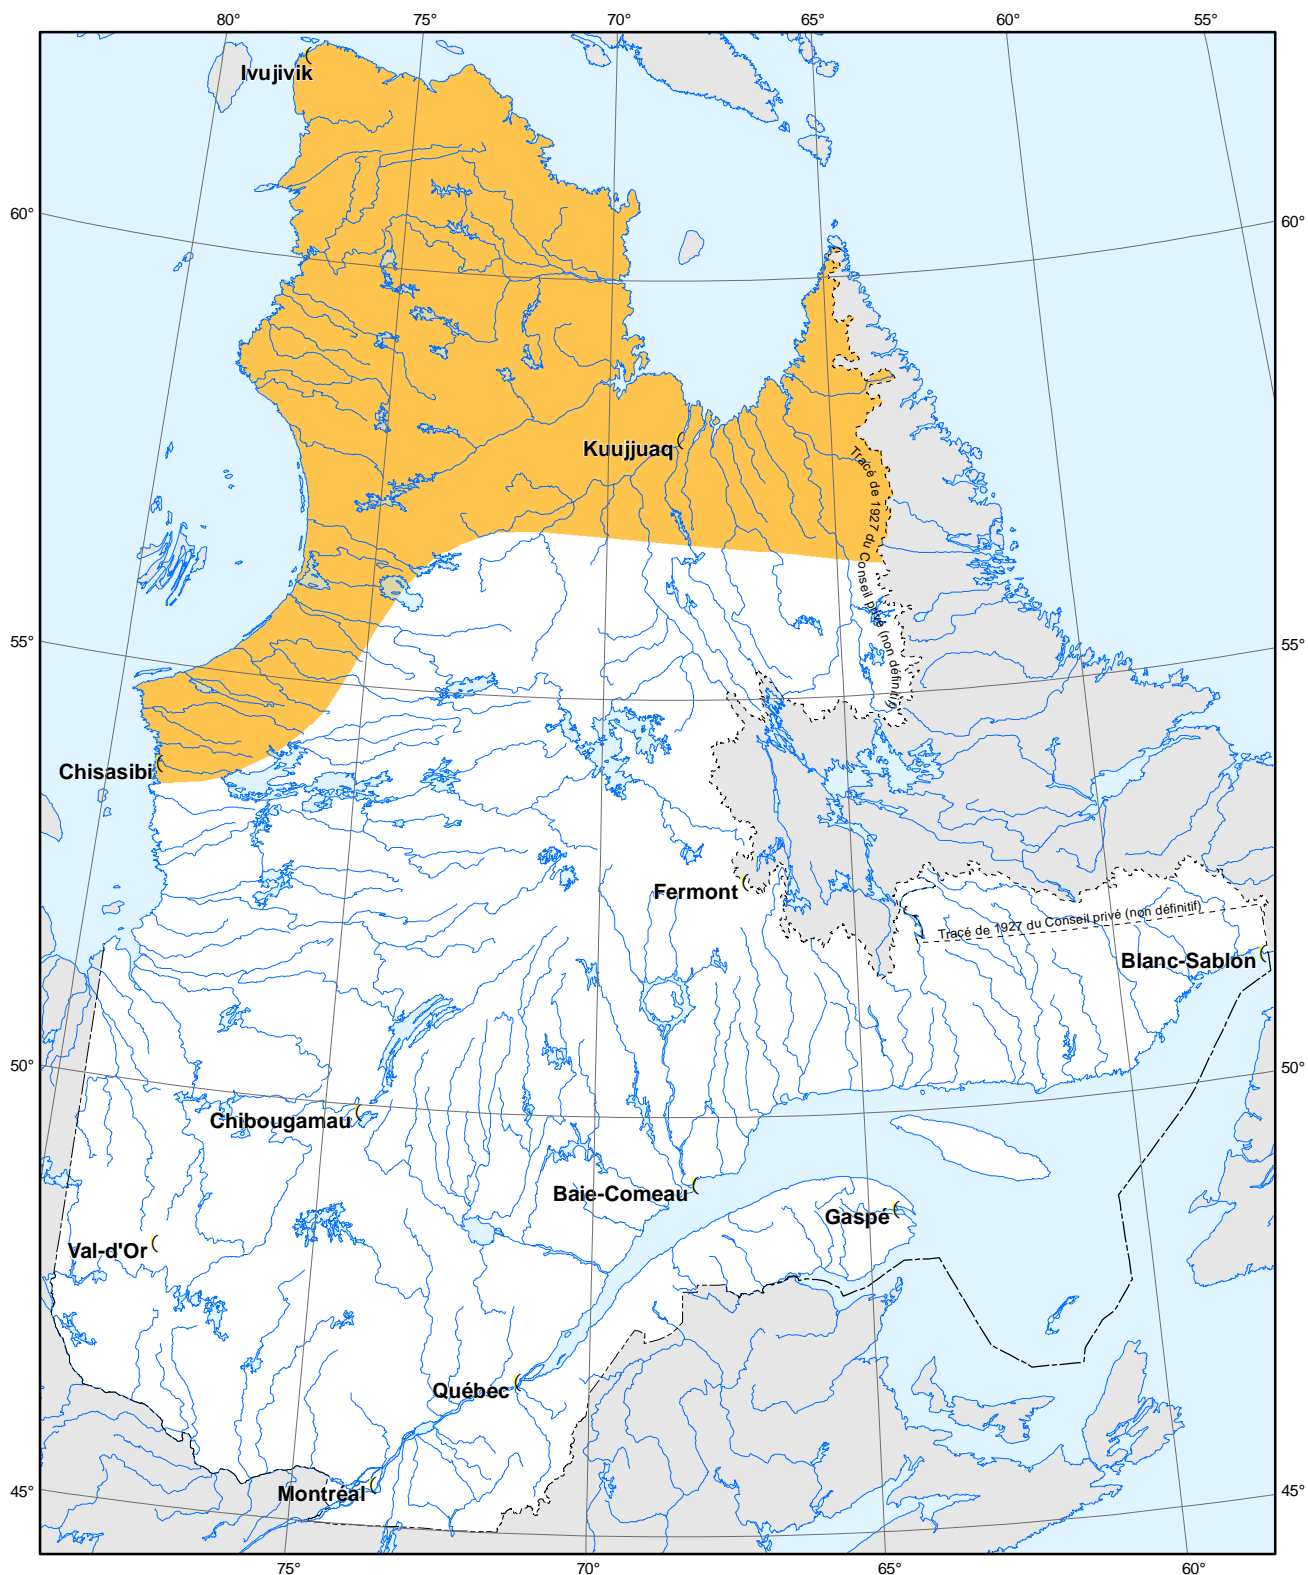 80° 75° 70° 65° 60° 55°
Ivujivik
60° 60°
Kuujjuaq
Tracé de 1927 du Conseil privé (non définitif)
55° 55°
Chisasibi
Fermont
Tracé de 1927 du Conseil privé (non définitif)
Blanc-Sablon
50° 50°
Chibougamau
Baie-Comeau
Gaspé
Val-d'Or
Québec
45° Montréal 45°
75° 70° 65° 60°